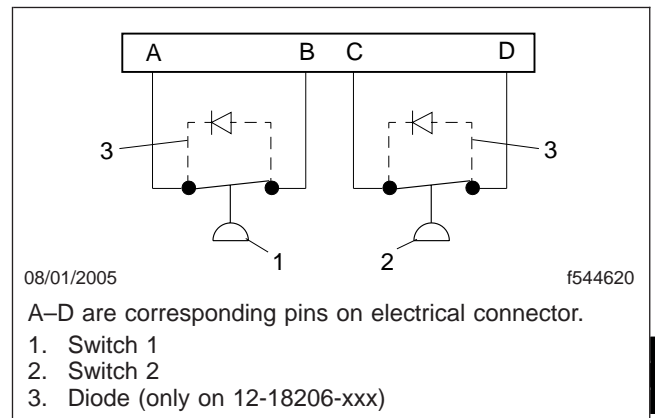 A B C D
3 3
1 2
08/01/2005 f544620
A–D are corresponding pins on electrical connector.
1. Switch 1
2. Switch 2
3. Diode (only on 12-18206-xxx)